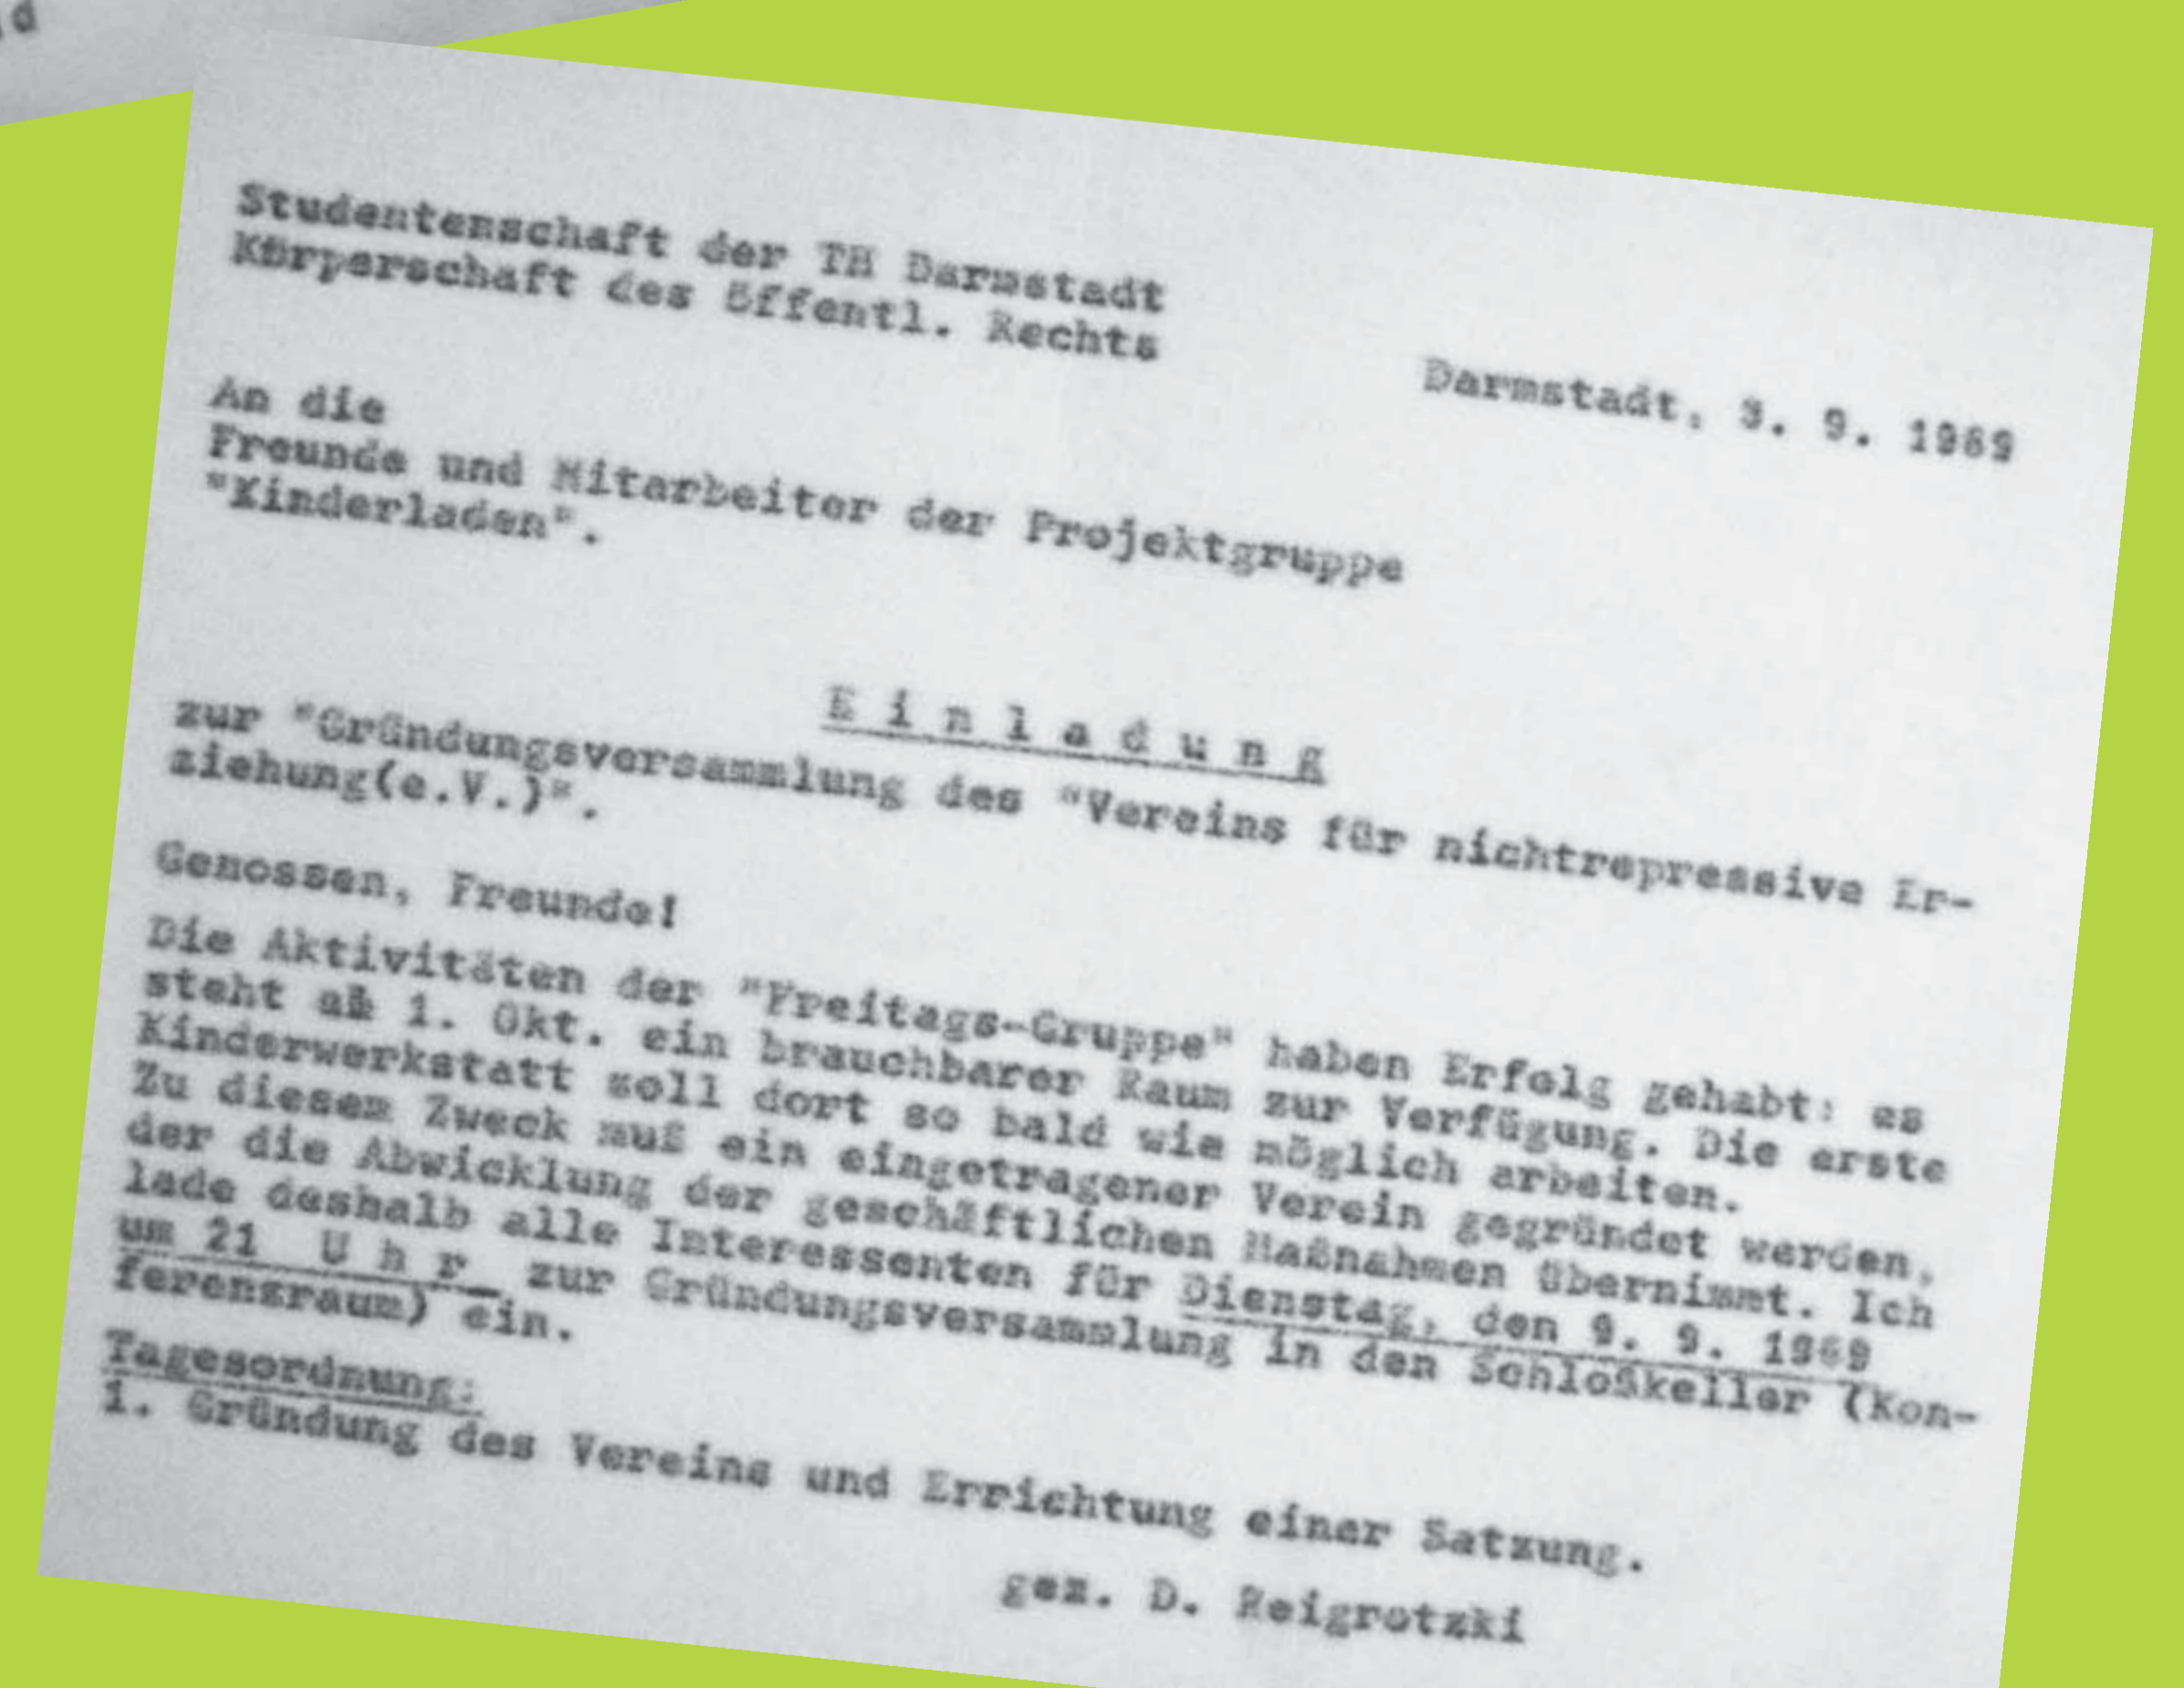 Studentenschaft der TH Darmstadt
Körperschaft des öffentl. Rechts
Darmstadt, 3. 9. 1969
An die
Freunde und Mitarbeiter der Projektgruppe
"Kinderladen".
E i n l a d u n g
zur "Gründungsversammlung des "Vereins für nichtrepressive Er-
ziehung(e.V.)".
Genossen, Freunde!
Die Aktivitäten der "Freitags-Gruppe" haben Erfolg gehabt: es
steht ab 1. Okt. ein brauchbarer Raum zur Verfügung. Die erste
Kinderwerkstatt soll dort so bald wie möglich arbeiten.
Zu diesem Zweck muß ein eingetragener Verein gegründet werden,
der die Abwicklung der geschäftlichen Maßnahmen übernimmt. Ich
lade deshalb alle Interessenten für Dienstag, den 9. 9. 1969
um 21 U h r zur Gründungsversammlung in den Schloßkeller (Kon-
ferenzraum) ein.
Tagesordnung:
1. Gründung des Vereins und Errichtung einer Satzung.
gez. D. Reigrotzki